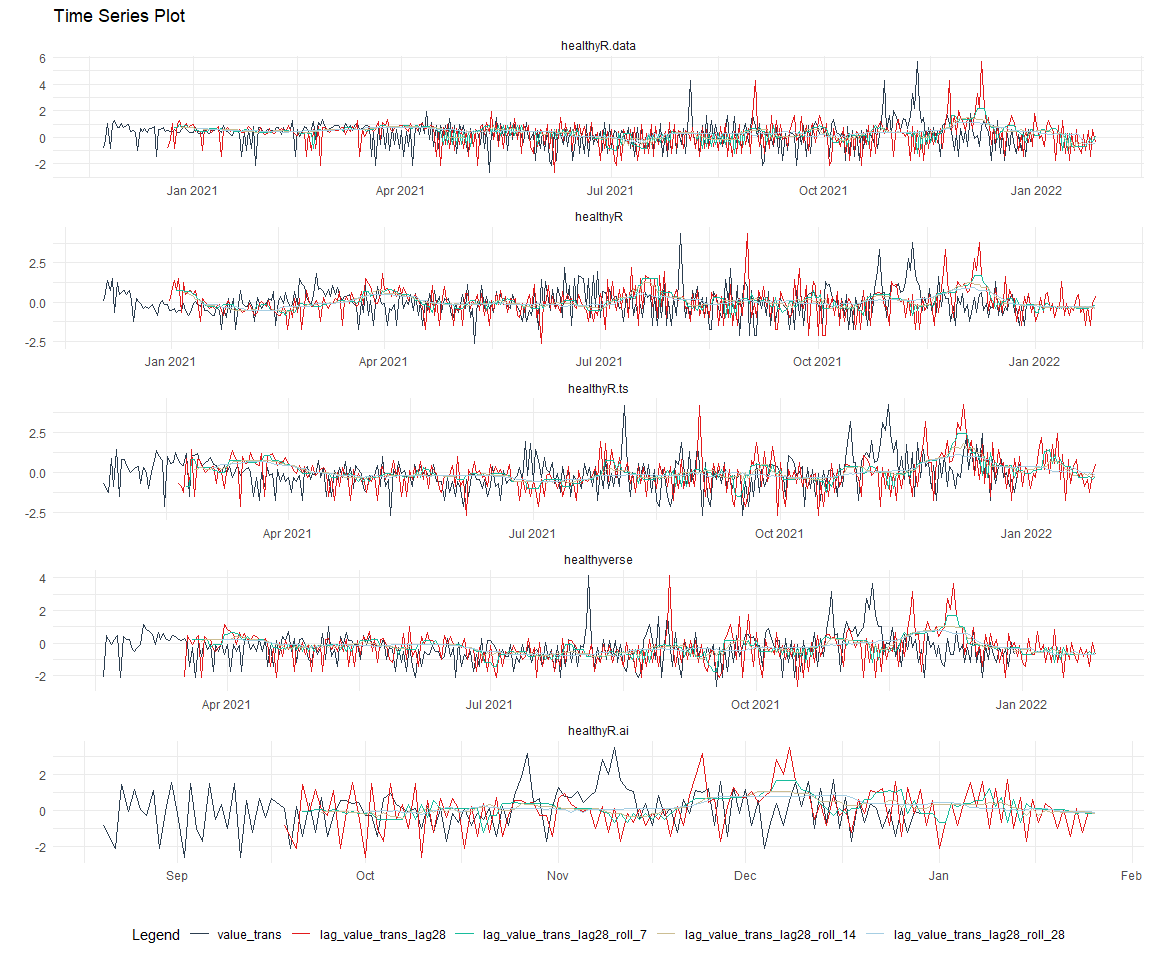 Time Series Plot
healthyR.data
6
4
2
0
-2
Jan 2021 Apr 2021 Jul 2021 Oct 2021 Jan 2022
healthyR
2.5
0.0
-2.5
Jan 2021 Apr 2021 Jul 2021 Oct 2021 Jan 2022
healthyR.ts
2.5
0.0
-2.5
Apr 2021 Jul 2021 Oct 2021 Jan 2022
healthyverse
4
2
0
-2
Apr 2021 Jul 2021 Oct 2021 Jan 2022
healthyR.ai
2
0
-2
Sep Oct Nov Dec Jan Feb
Legend value_trans lag_value_trans_lag28 lag_value_trans_lag28_roll_7 lag_value_trans_lag28_roll_14 lag_value_trans_lag28_roll_28